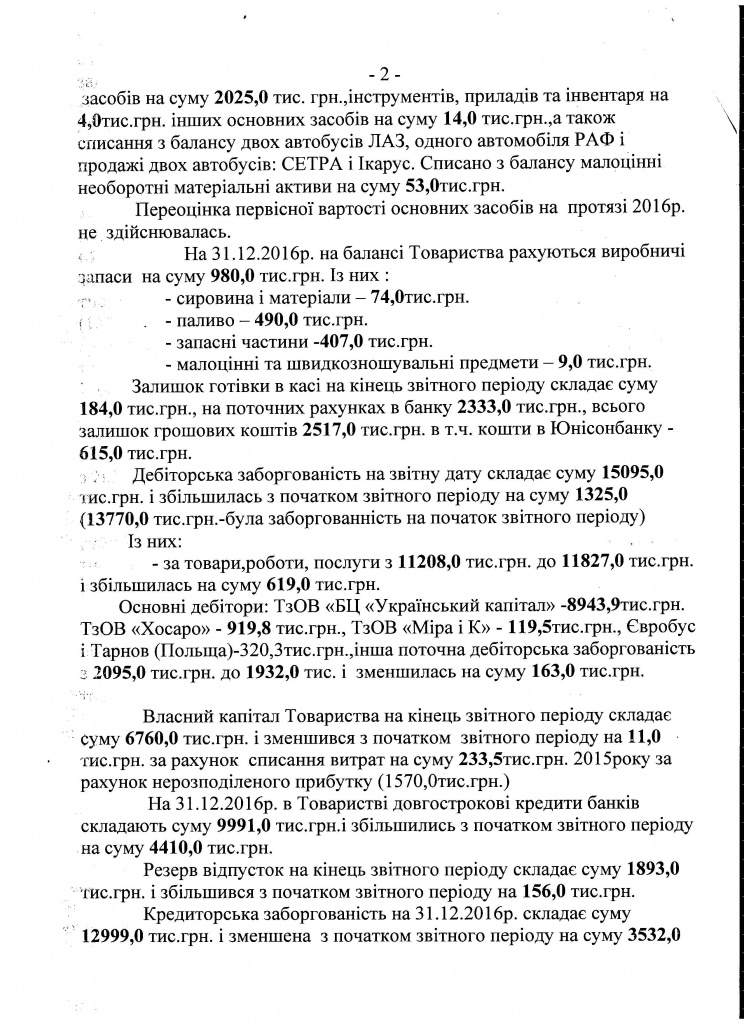 - 2 -
засобів на суму 2025,0 тис. грн.,інструментів, приладів та інвентаря на
4,0тис.грн. інших основних засобів на суму 14,0 тис.грн.,а також
списання з балансу двох автобусів ЛАЗ, одного автомобіля РАФ і
продажі двох автобусів: СЕТРА і Ікарус. Списано з балансу малоцінні
необоротні матеріальні активи на суму 53,0тис.грн.
Переоцінка первісної вартості основних засобів на протязі 2016р.
не здійснювалась.
На 31.12.2016р. на балансі Товариства рахуються виробничі
запаси на суму 980,0 тис.грн. Із них :
- сировина і матеріали – 74,0тис.грн.
- паливо – 490,0 тис.грн.
- запасні частини -407,0 тис.грн.
- малоцінні та швидкозношувальні предмети – 9,0 тис.грн.
Залишок готівки в касі на кінець звітного періоду складає суму
184,0 тис.грн., на поточних рахунках в банку 2333,0 тис.грн., всього
залишок грошових коштів 2517,0 тис.грн. в т.ч. кошти в Юнісонбанку -
615,0 тис.грн.
Дебіторська заборгованість на звітну дату складає суму 15095,0
тис.грн. і збільшилась з початком звітного періоду на суму 1325,0
(13770,0 тис.грн.-була заборгованність на початок звітного періоду)
Із них:
- за товари,роботи, послуги з 11208,0 тис.грн. до 11827,0 тис.грн.
і збільшилась на суму 619,0 тис.грн.
Основні дебітори: ТзОВ «БЦ «Український капітал» -8943,9тис.грн.
ТзОВ «Хосаро» - 919,8 тис.грн., ТзОВ «Міра і К» - 119,5тис.грн., Євробус
і Тарнов (Польща)-320,3тис.грн.,інша поточна дебіторська заборгованість
з 2095,0 тис.грн. до 1932,0 тис. і зменшилась на суму 163,0 тис.грн.
Власний капітал Товариства на кінець звітного періоду складає
суму 6760,0 тис.грн. і зменшився з початком звітного періоду на 11,0
тис.грн. за рахунок списання витрат на суму 233,5тис.грн. 2015року за
рахунок нерозподіленого прибутку (1570,0тис.грн.)
На 31.12.2016р. в Товаристві довгострокові кредити банків
складають суму 9991,0 тис.грн.і збільшились з початком звітного періоду
на суму 4410,0 тис.грн.
Резерв відпусток на кінець звітного періоду складає суму 1893,0
тис.грн. і збільшився з початком звітного періоду на 156,0 тис.грн.
Кредиторська заборгованість на 31.12.2016р. складає суму
12999,0 тис.грн. і зменшена з початком звітного періоду на суму 3532,0